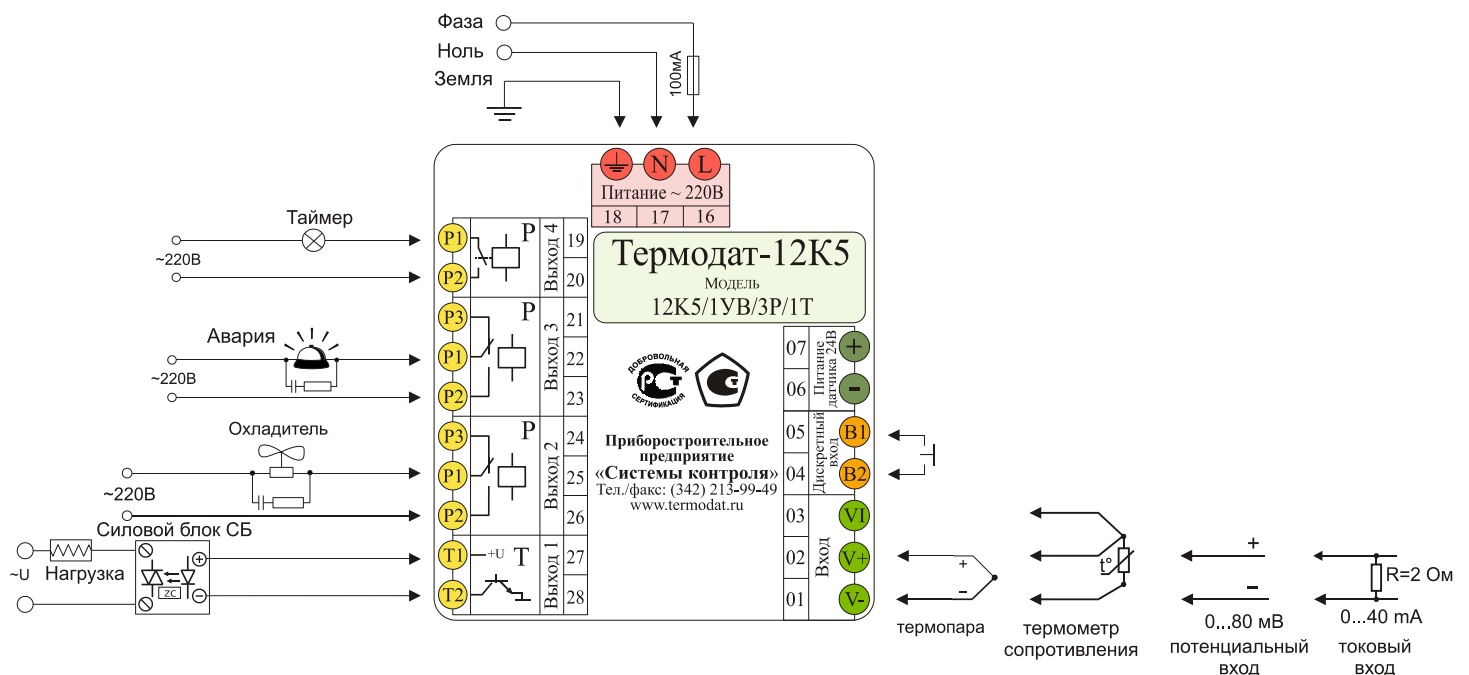 Фаза
Ноль
Земля
100мА
N
L
Питание ~ 220В
18
17
16
Термодат-12К5
Модель
12К5/1УВ/3Р/1Т
Таймер
~220В
P1
P2
P
Выход 4
19
20
Авария
~220В
P3
P1
P2
P
Выход 3
21
22
23
Охладитель
~220В
P3
P1
P2
P
Выход 2
24
25
26
Силовой блок СБ
~U
Нагрузка
ZC
+
−
T1
T2
+U
T
Выход 1
27
28
ДОБРОВОЛЬНАЯ
РСТ
СЕРТИФИКАЦИЯ
Приборостроительное
предприятие
«Системы контроля»
Тел./факс: (342) 213-99-49
www.termodat.ru
07
06
Питание
датчика 24В
+
-
05
04
Дискретный
вход
B1
B2
03
02
01
Вход
VI
V+
V-
+
−
термопара
t°
термометр
сопротивления
+
−
0...80 мВ
потенциальный
вход
R=2 Ом
0...40 mA
токовый
вход